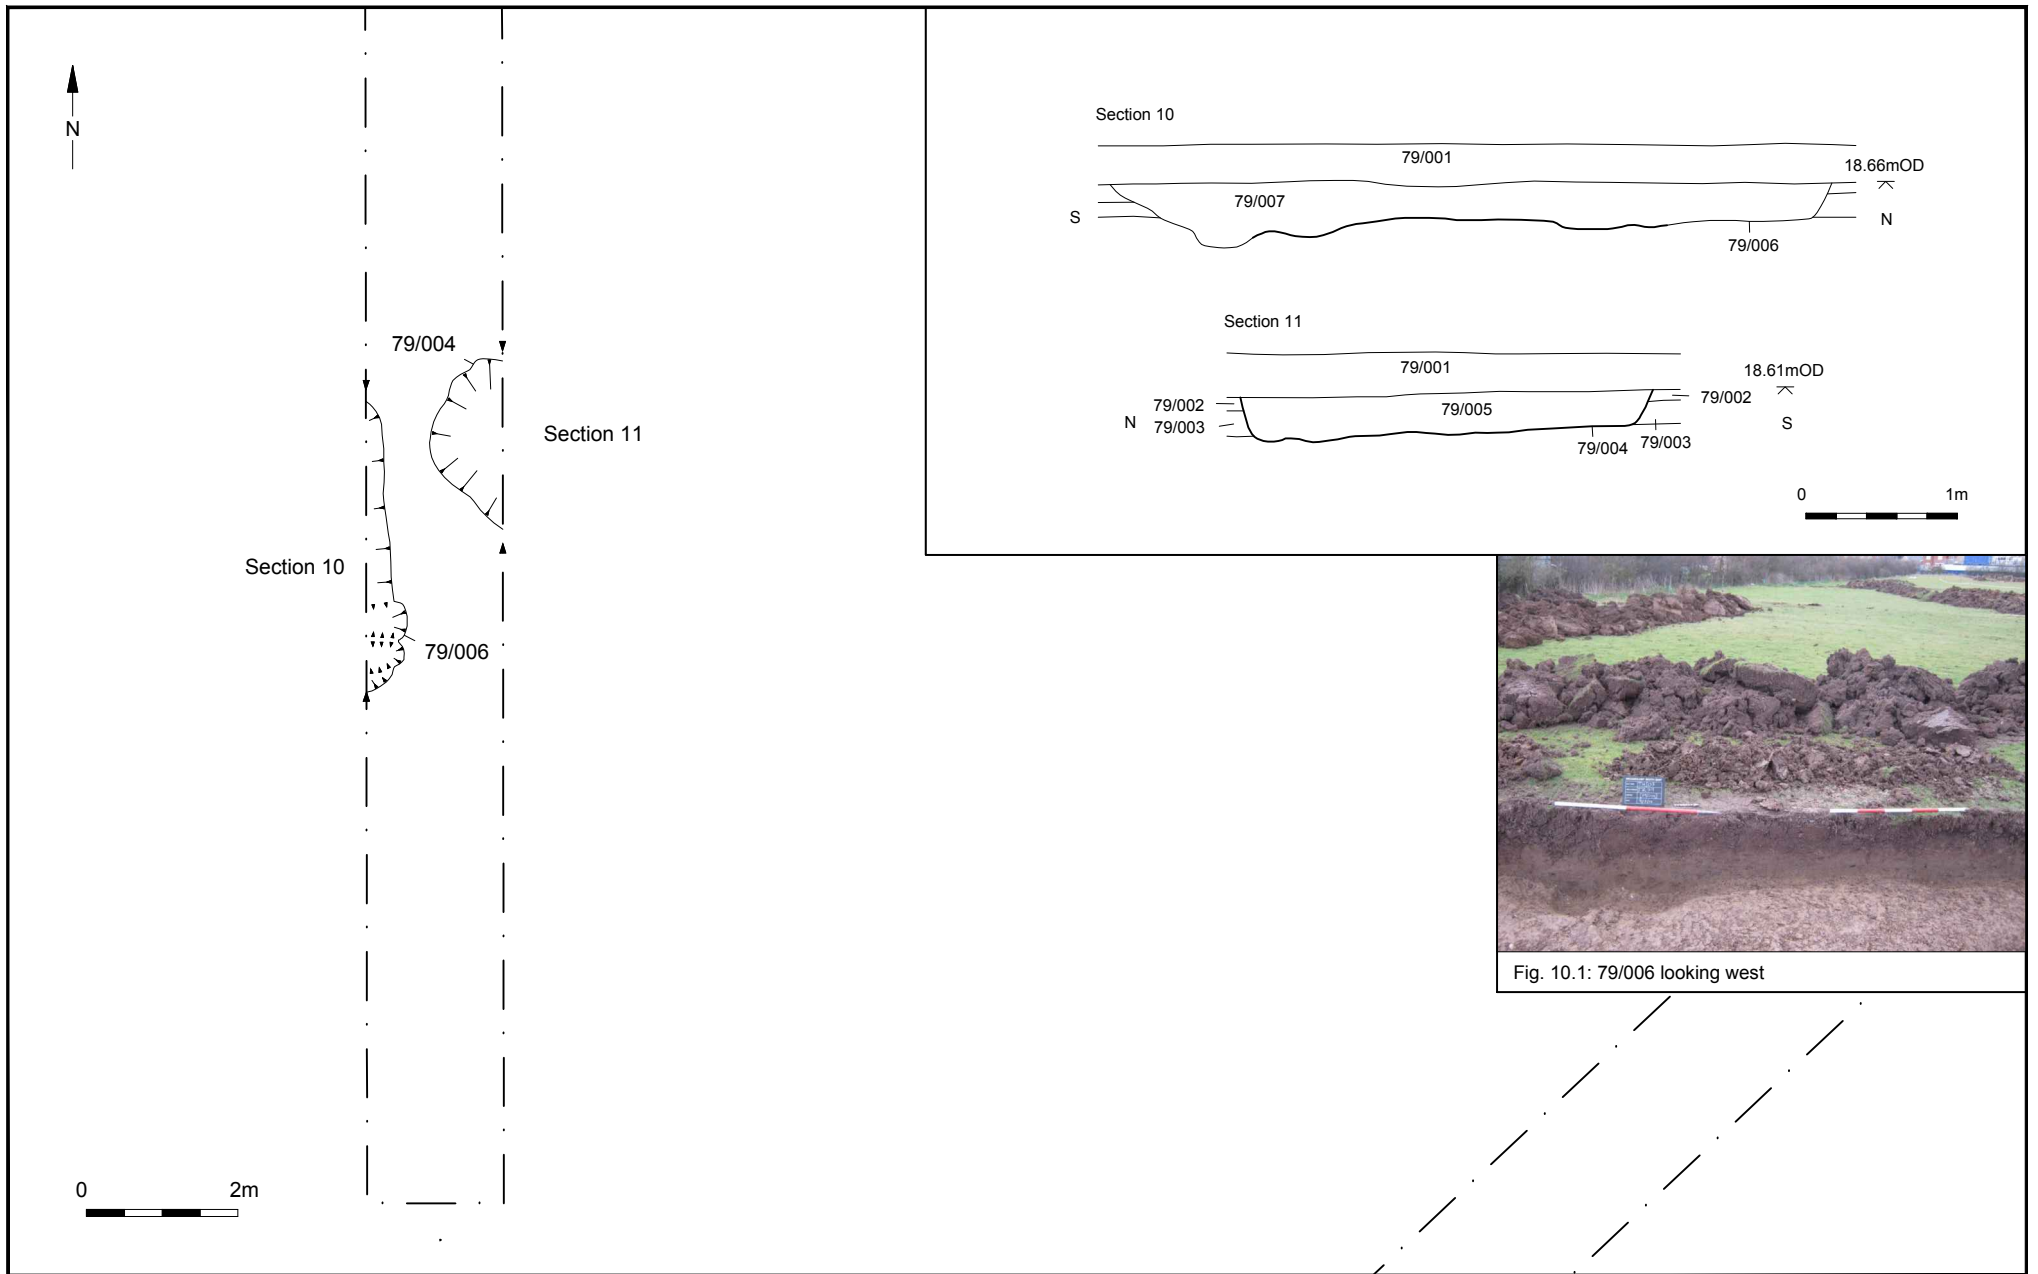 N
79/004
Section 11
Section 10
79/006
0 2m
Section 10
79/001
18.66mOD
79/007
S
N
79/006
Section 11
79/001
18.61mOD
79/002
79/002
79/005
N
79/003
S
79/004
79/003
0 1m
Fig. 10.1: 79/006 looking west